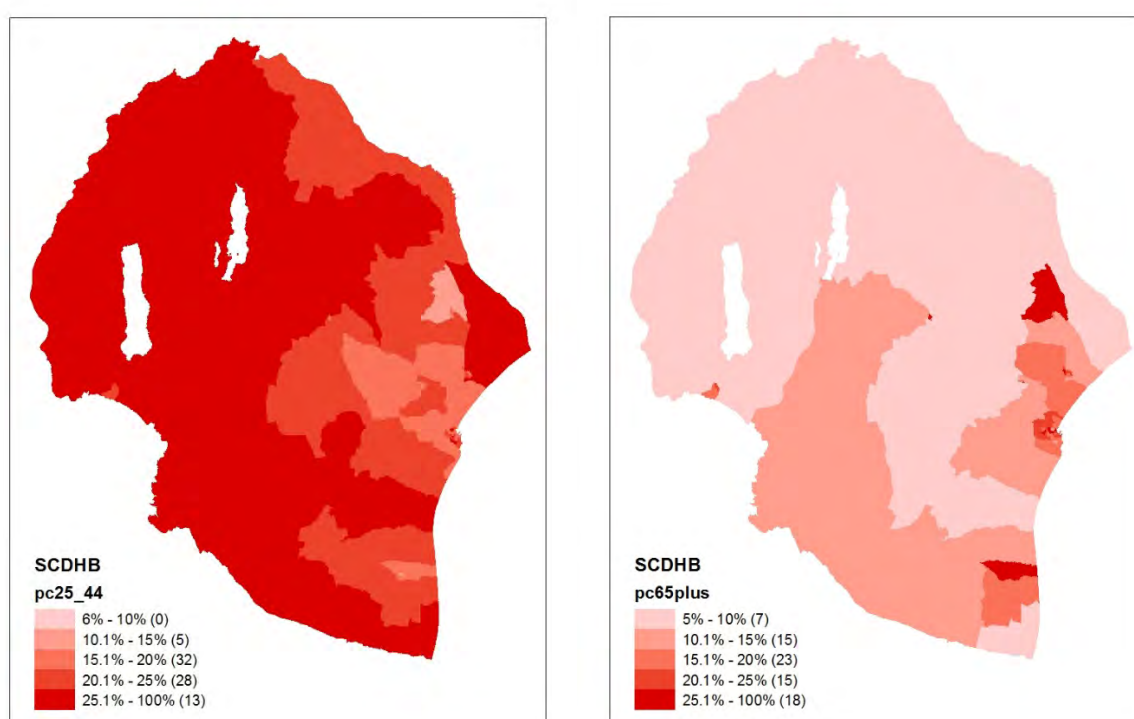 SCDHB
pc25_44
6% - 10% (0)
10.1% - 15% (5)
15.1% - 20% (32)
20.1% - 25% (28)
25.1% - 100% (13)
SCDHB
pc65plus
5% - 10% (7)
10.1% - 15% (15)
15.1% - 20% (23)
20.1% - 25% (15)
25.1% - 100% (18)